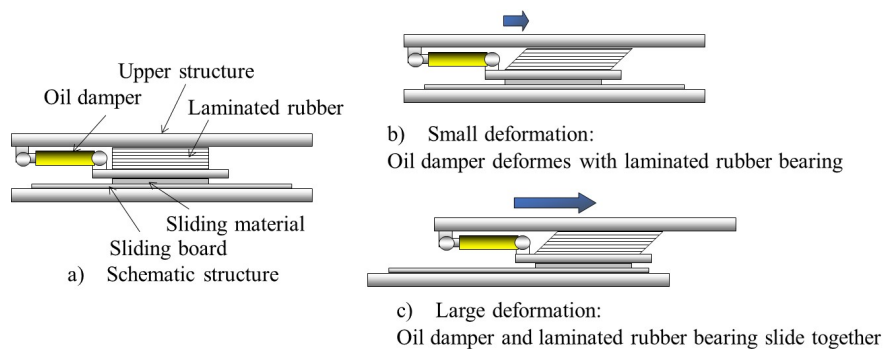 Upper structure
Oil damper
Laminated rubber
Sliding material
Sliding board
a) Schematic structure
b) Small deformation:
Oil damper deformes with laminated rubber bearing
c) Large deformation:
Oil damper and laminated rubber bearing slide together